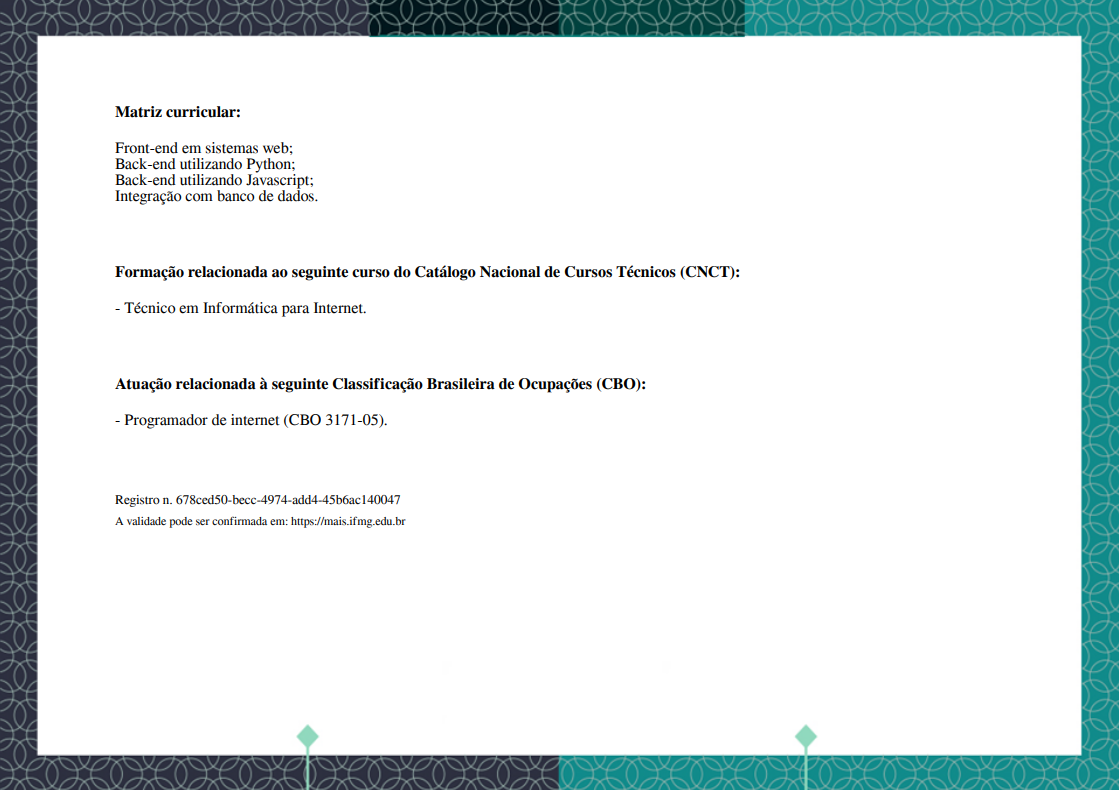 Matriz curricular:
Front-end em sistemas web;
Back-end utilizando Python;
Back-end utilizando Javascript;
Integração com banco de dados.
Formação relacionada ao seguinte curso do Catálogo Nacional de Cursos Técnicos (CNCT):
- Técnico em Informática para Internet.
Atuação relacionada à seguinte Classificação Brasileira de Ocupações (CBO):
- Programador de internet (CBO 3171-05).
Registro n. 678ced50-becc-4974-add4-45b6ac140047
A validade pode ser confirmada em: https://mais.ifmg.edu.br